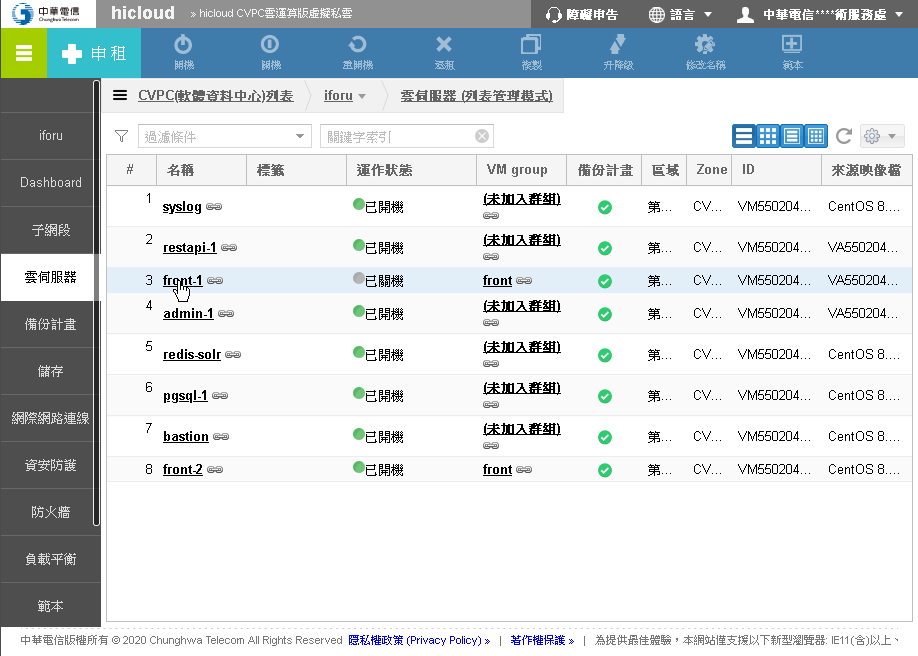 中華電信 Chunghwa Telecom hicloud » hicloud CVPC雲運算版虛擬私雲 障礙申告 語言 中華電信****術服務處
申租 開機 關機 重開機 退租 複製 升降級 修改名稱 範本
CVPC(軟體資料中心)列表 iforu 雲伺服器 (列表管理模式)
過濾條件 關鍵字索引
iforu
Dashboard
子網段
雲伺服器
備份計畫
儲存
網際網路連線
資安防護
防火牆
負載平衡
範本
# 名稱 標籤 運作狀態 VM group 備份計畫 區域 Zone ID 來源映像檔
1 syslog 已開機 (未加入群組) 第... CV... VM550204... CentOS 8....
2 restapi-1 已開機 (未加入群組) 第... CV... VM550204... VA550204...
3 front-1 已關機 front 第... CV... VM550204... VA550204...
4 admin-1 已開機 (未加入群組) 第... CV... VM550204... VA550204...
5 redis-solr 已開機 (未加入群組) 第... CV... VM550204... CentOS 8....
6 pgsql-1 已開機 (未加入群組) 第... CV... VM550204... CentOS 8....
7 bastion 已開機 (未加入群組) 第... CV... VM550204... CentOS 8....
8 front-2 已開機 front 第... CV... VM550204... CentOS 8....
中華電信版權所有 © 2020 Chunghwa Telecom All Rights Reserved 隱私權政策 (Privacy Policy) » | 著作權保護 » | 為提供最佳體驗，本網站僅支援以下新型瀏覽器: IE11(含)以上、